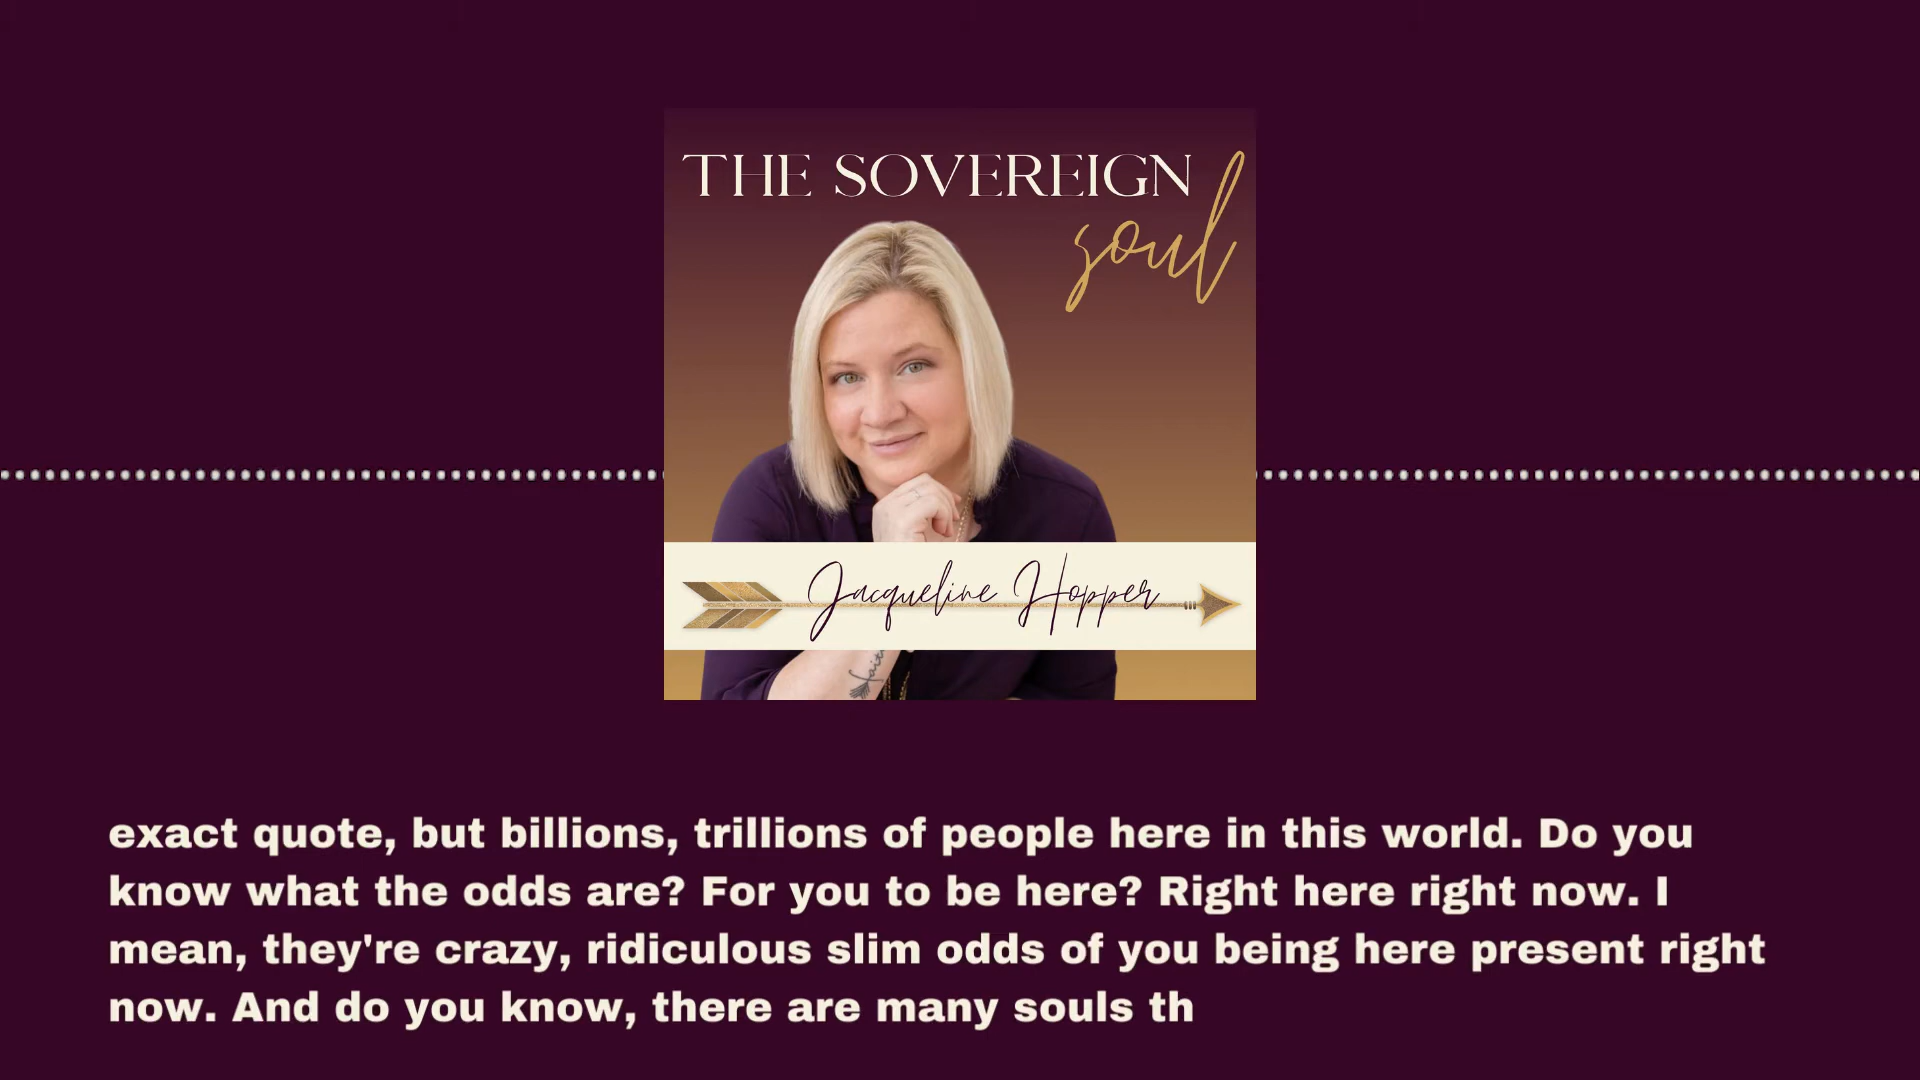 THE SOVEREIGN
soul
Jacqueline Hopper
faith
exact quote, but billions, trillions of people here in this world. Do you
know what the odds are? For you to be here? Right here right now. I
mean, they're crazy, ridiculous slim odds of you being here present right
now. And do you know, there are many souls th